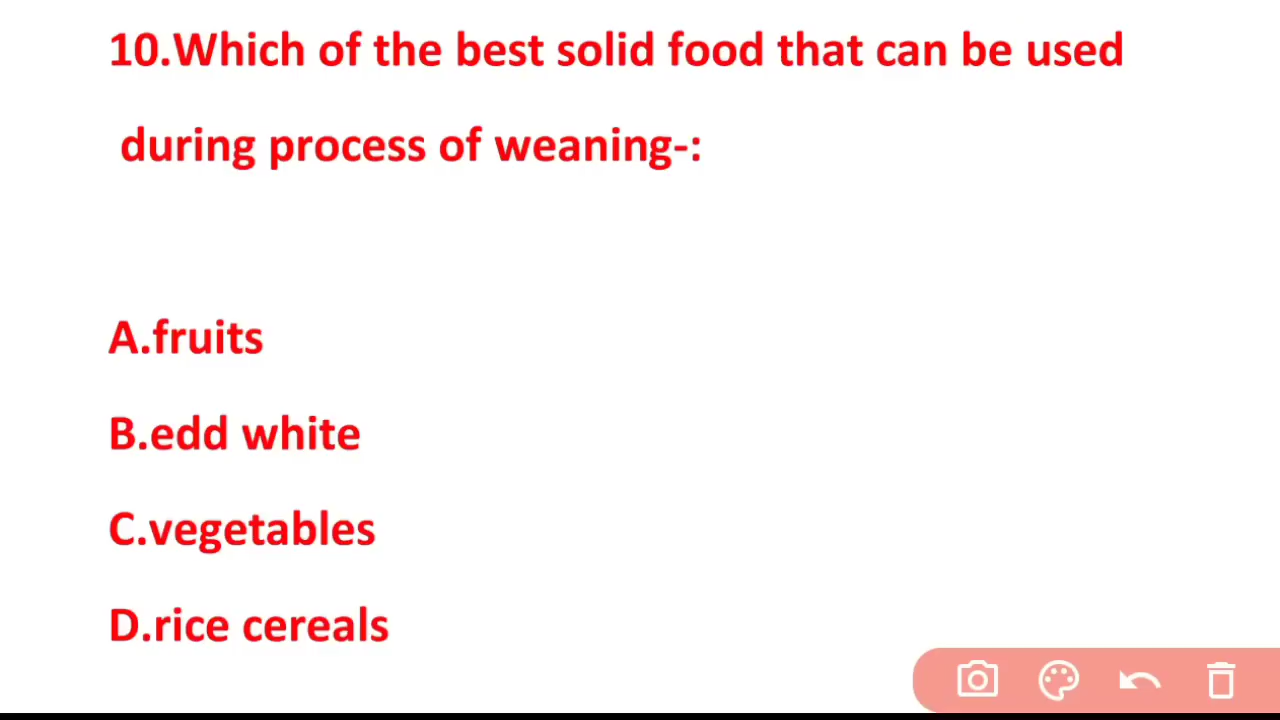 10.Which of the best solid food that can be used
during process of weaning-:
A.fruits
B.edd white
C.vegetables
D.rice cereals